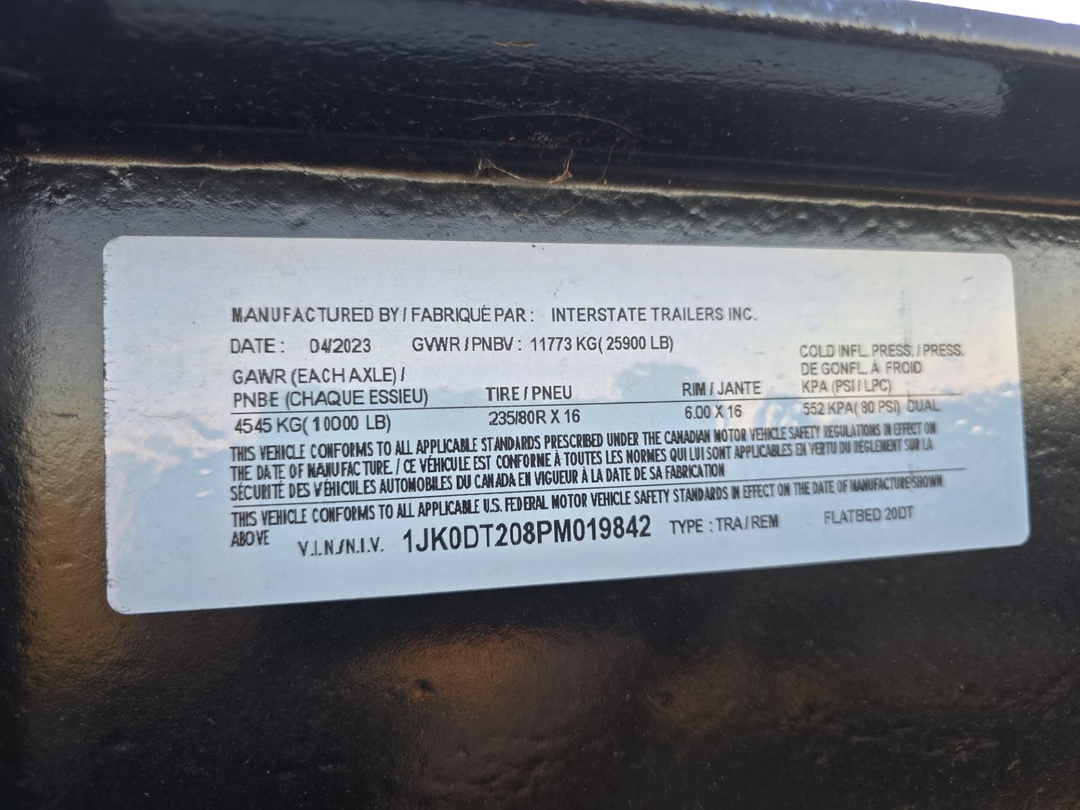 MANUFACTURED BY / FABRIQUÉ PAR : INTERSTATE TRAILERS INC.
DATE : 04/2023 GVWR / PNBV : 11773 KG( 25900 LB)
GAWR (EACH AXLE) /
PNBE (CHAQUE ESSIEU) TIRE / PNEU RIM / JANTE
COLD INFL. PRESS. / PRESS.
DE GONFL. À FROID
KPA (PSI / LPC)
4545 KG( 10000 LB) 235/80R X 16 6.00 X 16 552 KPA( 80 PSI) DUAL
THIS VEHICLE CONFORMS TO ALL APPLICABLE STANDARDS PRESCRIBED UNDER THE CANADIAN MOTOR VEHICLE SAFETY REGULATIONS IN EFFECT ON
THE DATE OF MANUFACTURE. / CE VÉHICULE EST CONFORME À TOUTES LES NORMES QUI LUI SONT APPLICABLES EN VERTU DU RÈGLEMENT SUR LA
SÉCURITÉ DES VÉHICULES AUTOMOBILES DU CANADA EN VIGUEUR À LA DATE DE SA FABRICATION
THIS VEHICLE CONFORMS TO ALL APPLICABLE U.S. FEDERAL MOTOR VEHICLE SAFETY STANDARDS IN EFFECT ON THE DATE OF MANUFACTURE SHOWN
ABOVE V.I.N./N.I.V. 1JK0DT208PM019842 TYPE : TRA / REM FLATBED 20DT